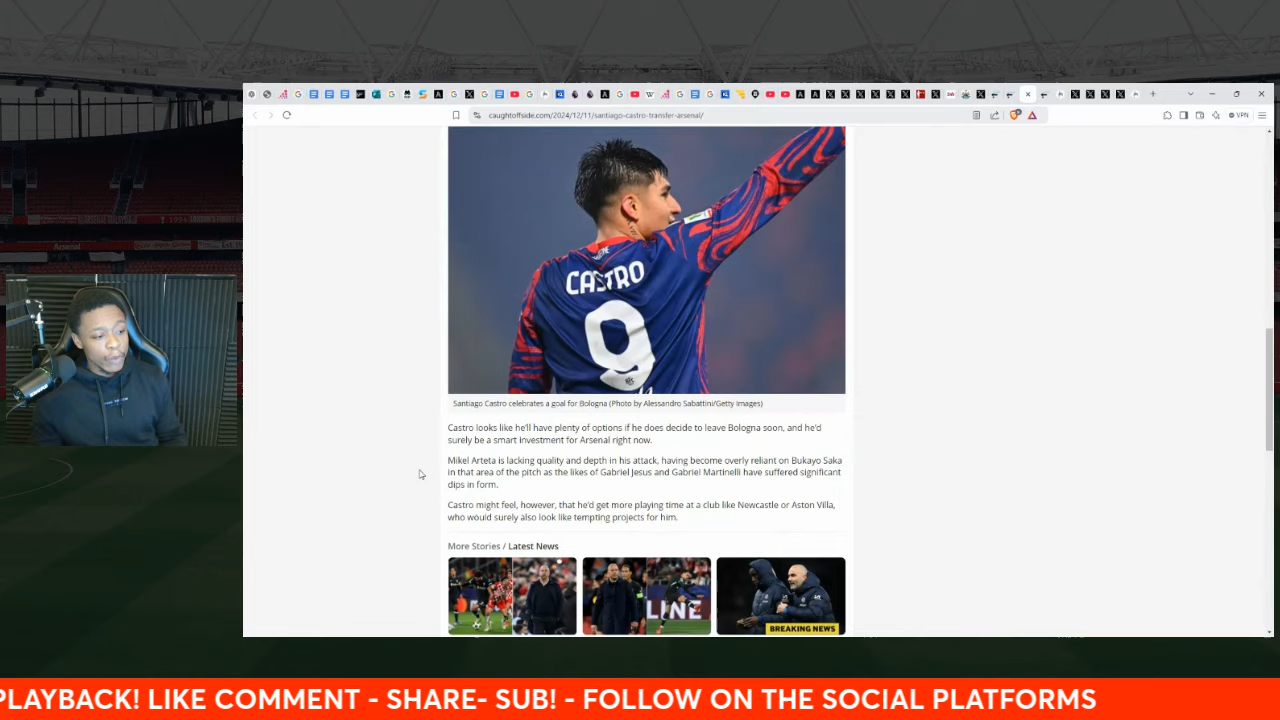 caughtoffside.com/2024/12/11/santiago-castro-transfer-arsenal/
VPN
CASTRO
9
Santiago Castro celebrates a goal for Bologna (Photo by Alessandro Sabattini/Getty Images)
Castro looks like he'll have plenty of options if he does decide to leave Bologna soon, and he'd
surely be a smart investment for Arsenal right now.
Mikel Arteta is lacking quality and depth in his attack, having become overly reliant on Bukayo Saka
in that area of the pitch as the likes of Gabriel Jesus and Gabriel Martinelli have suffered significant
dips in form.
Castro might feel, however, that he'd get more playing time at a club like Newcastle or Aston Villa,
who would surely also look like tempting projects for him.
More Stories / Latest News
LINE
BREAKING NEWS
Arsenal
PLAYBACK! LIKE COMMENT - SHARE- SUB! - FOLLOW ON THE SOCIAL PLATFORMS